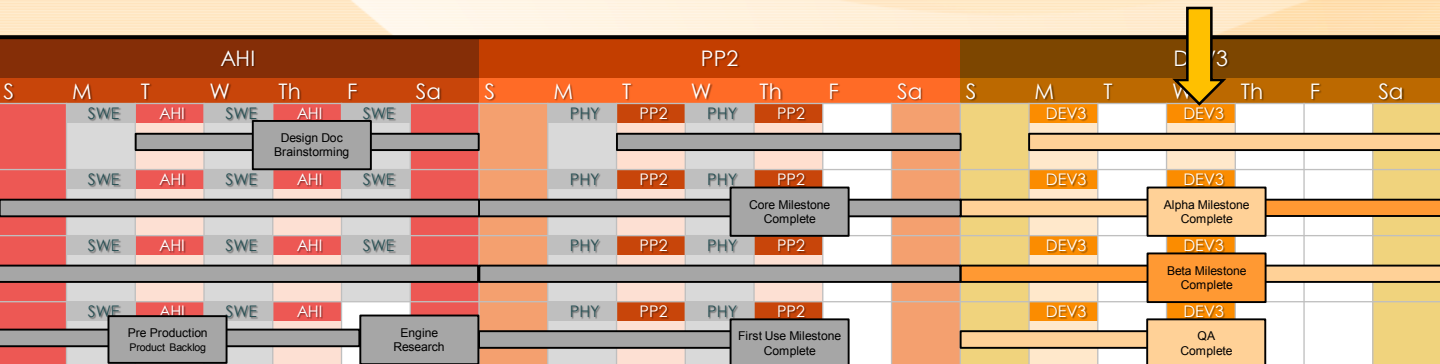 AHI PP2 DEV3
S M T W Th F Sa S M T W Th F Sa S M T W Th F Sa
SWE AHI SWE AHI SWE PHY PP2 PHY PP2 DEV3 DEV3
Design Doc
Brainstorming
SWE AHI SWE AHI SWE PHY PP2 PHY PP2 DEV3 DEV3
Core Milestone Alpha Milestone
Complete Complete
SWE AHI SWE AHI SWE PHY PP2 PHY PP2 DEV3 DEV3
Beta Milestone
Complete
SWE AHI SWE AHI PHY PP2 PHY PP2 DEV3 DEV3
Pre Production Engine First Use Milestone QA
Product Backlog Research Complete Complete